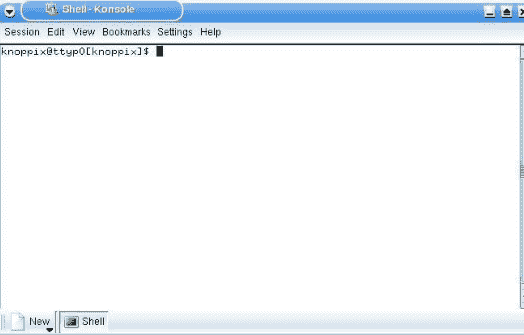 Shell - Konsole
Session Edit View Bookmarks Settings Help
knoppix@ttyp0[knoppix]$
New Shell